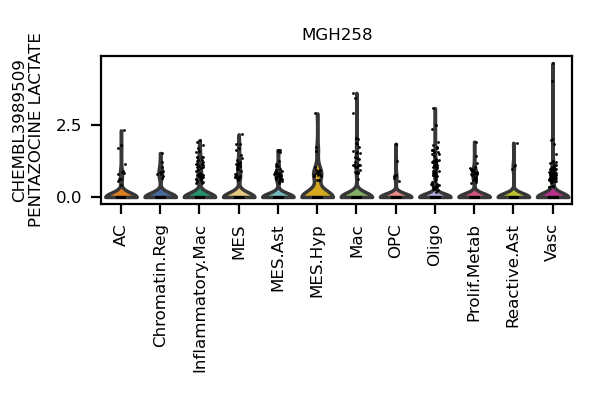 MGH258
CHEMBL3989509
PENTAZOCINE LACTATE
2.5
0.0
AC
Chromatin.Reg
Inflammatory.Mac
MES
MES.Ast
MES.Hyp
Mac
OPC
Oligo
Prolif.Metab
Reactive.Ast
Vasc